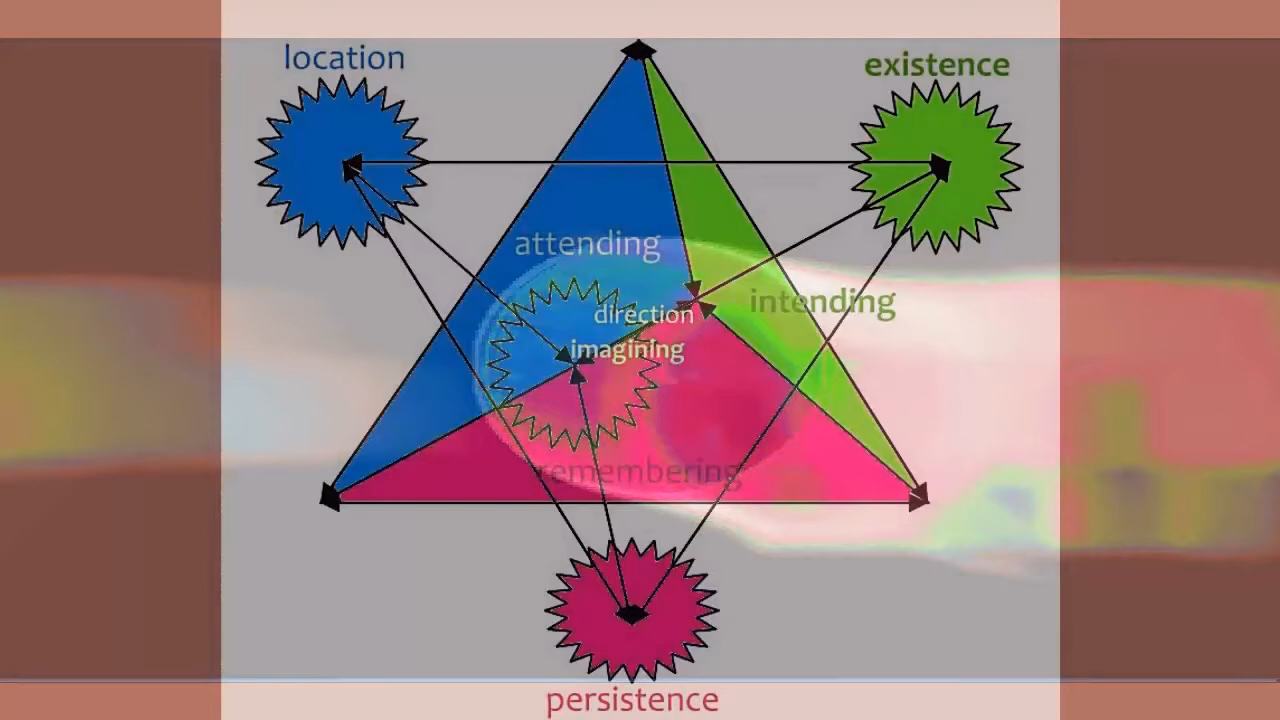 location
existence
attending
intending
direction
imagining
remembering
persistence